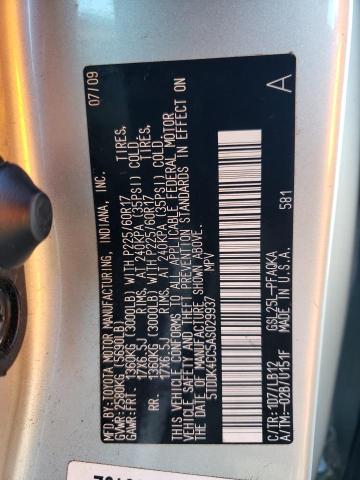 MFD.BY:TOYOTA MOTOR MANUFACTURING, INDIANA, INC. 07/09
GVWR:2580KG(5690LB)
GAWR:FRT. 1360KG(3000LB) WITH P225/60R17 TIRES,
17X6.5J RIMS, AT 240KPA (35PSI) COLD.
RR. 1360KG(3000LB) WITH P225/60R17 TIRES,
17X6.5J RIMS, AT 240KPA (35PSI) COLD.
THIS VEHICLE CONFORMS TO ALL APPLICABLE FEDERAL MOTOR
VEHICLE SAFETY AND THEFT PREVENTION STANDARDS IN
EFFECT ON THE DATE OF MANUFACTURE SHOWN ABOVE.
MPV A
C/TR:1D7/LB12 GSL25L-PFAQKA
A/TM:-02B/U151F MADE IN U.S.A. 581